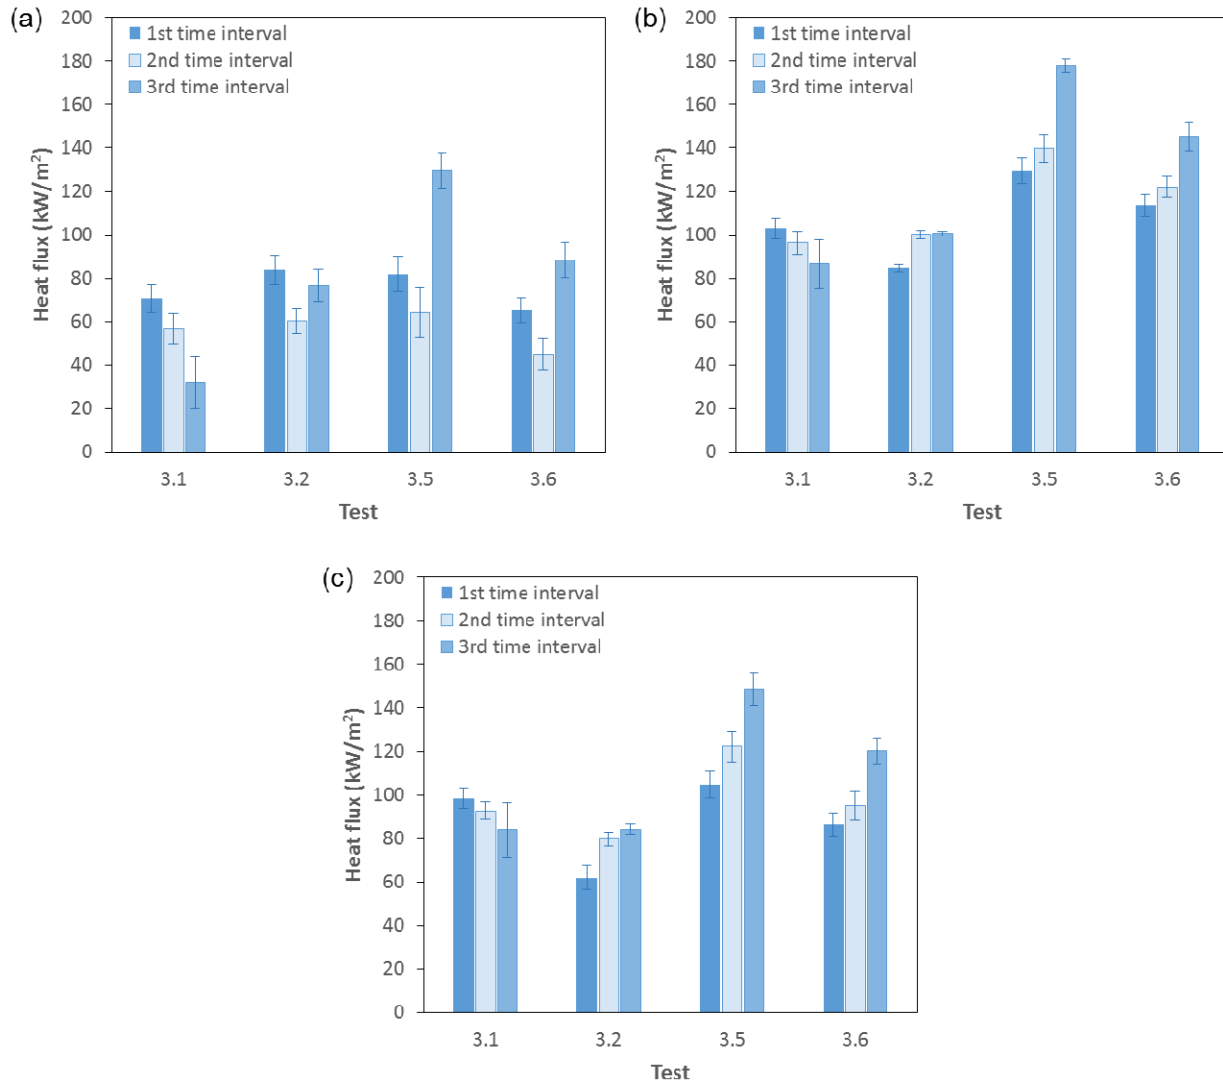 (a)
200
180
160
140
120
100
80
60
40
20
0
Heat flux (kW/m²)
1st time interval
2nd time interval
3rd time interval
3.1 3.2 3.5 3.6
Test
(b)
200
180
160
140
120
100
80
60
40
20
0
Heat flux (kW/m²)
1st time interval
2nd time interval
3rd time interval
3.1 3.2 3.5 3.6
Test
(c)
200
180
160
140
120
100
80
60
40
20
0
Heat flux (kW/m²)
1st time interval
2nd time interval
3rd time interval
3.1 3.2 3.5 3.6
Test